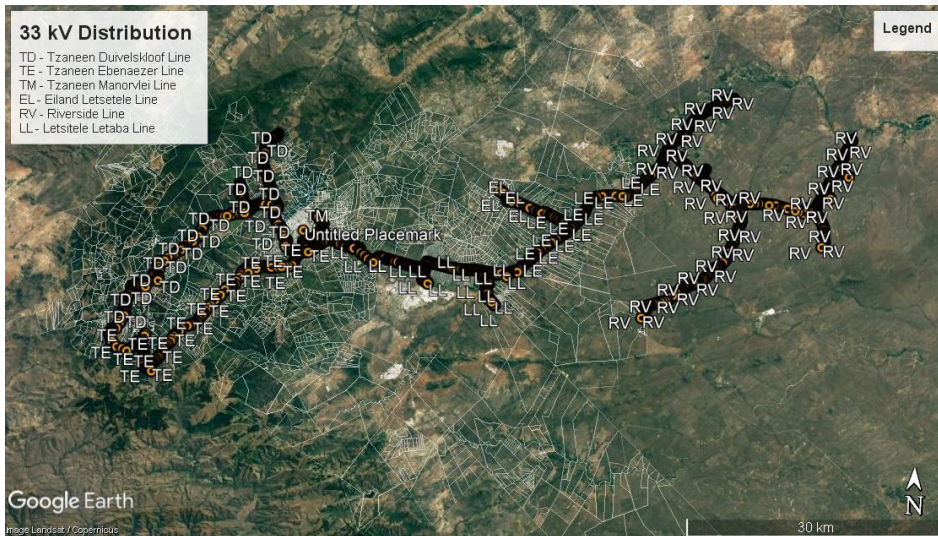 33 kV Distribution
TD - Tzaneen Duivelskloof Line
TE - Tzaneen Ebenaezer Line
TM - Tzaneen Manorvlei Line
EL - Eiland Letsetele Line
RV - Riverside Line
LL - Letsitele Letaba Line
Legend
TM
Untitled Placemark
TD
TE
LL
EL
LE
RV
Google Earth
Image Landsat / Copernicus
N
30 km